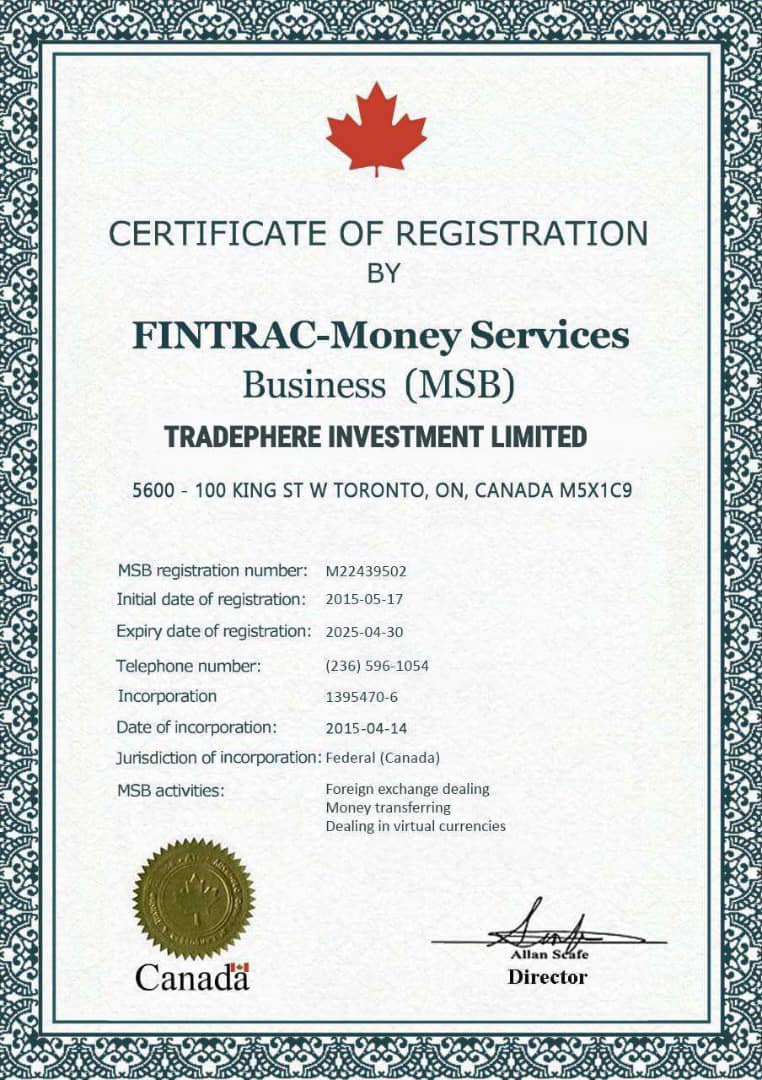 CERTIFICATE OF REGISTRATION
BY
FINTRAC-Money Services
Business (MSB)
TRADEPHERE INVESTMENT LIMITED
5600 - 100 KING ST W TORONTO, ON, CANADA M5X1C9
MSB registration number: M22439502
Initial date of registration: 2015-05-17
Expiry date of registration: 2025-04-30
Telephone number: (236) 596-1054
Incorporation 1395470-6
Date of incorporation: 2015-04-14
Jurisdiction of incorporation: Federal (Canada)
MSB activities: Foreign exchange dealing
Money transferring
Dealing in virtual currencies
Canada
Allan Scafe
Director